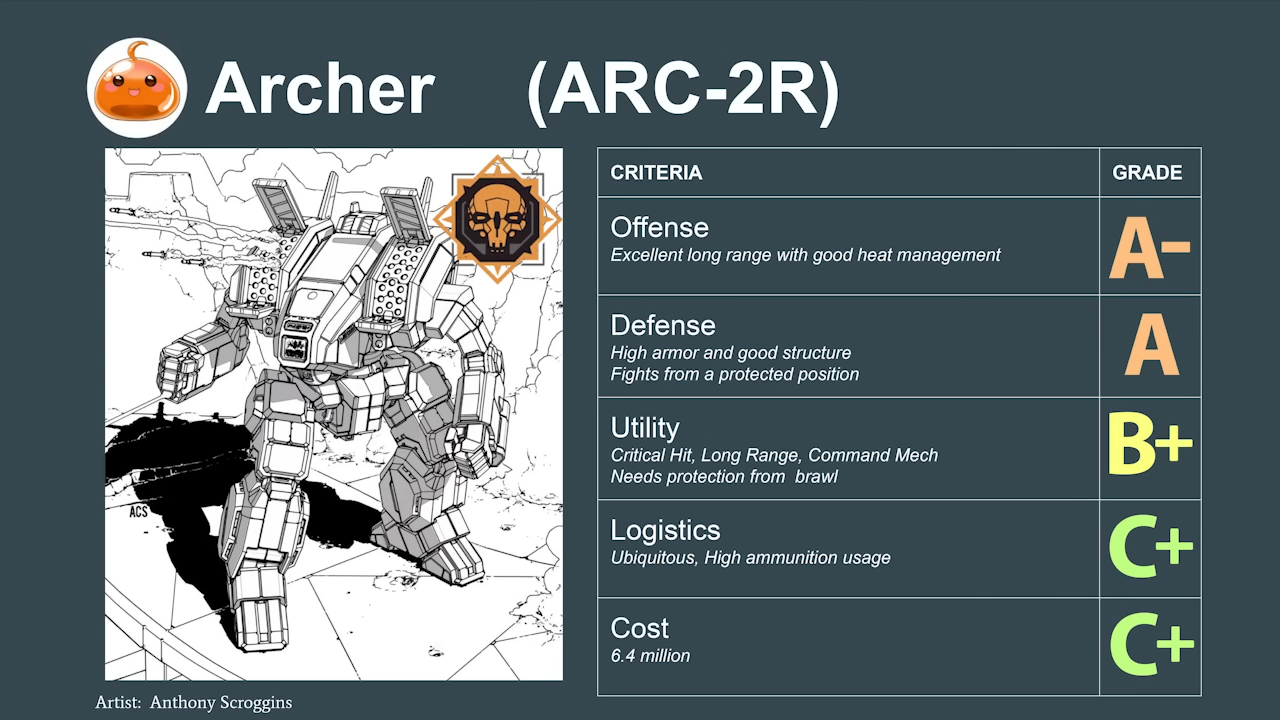 Archer (ARC-2R)
CRITERIA GRADE
Offense
Excellent long range with good heat management
A-
Defense
High armor and good structure
Fights from a protected position
A
Utility
Critical Hit, Long Range, Command Mech
Needs protection from brawl
B+
Logistics
Ubiquitous, High ammunition usage
C+
Cost
6.4 million
C+
ACS
Artist: Anthony Scroggins